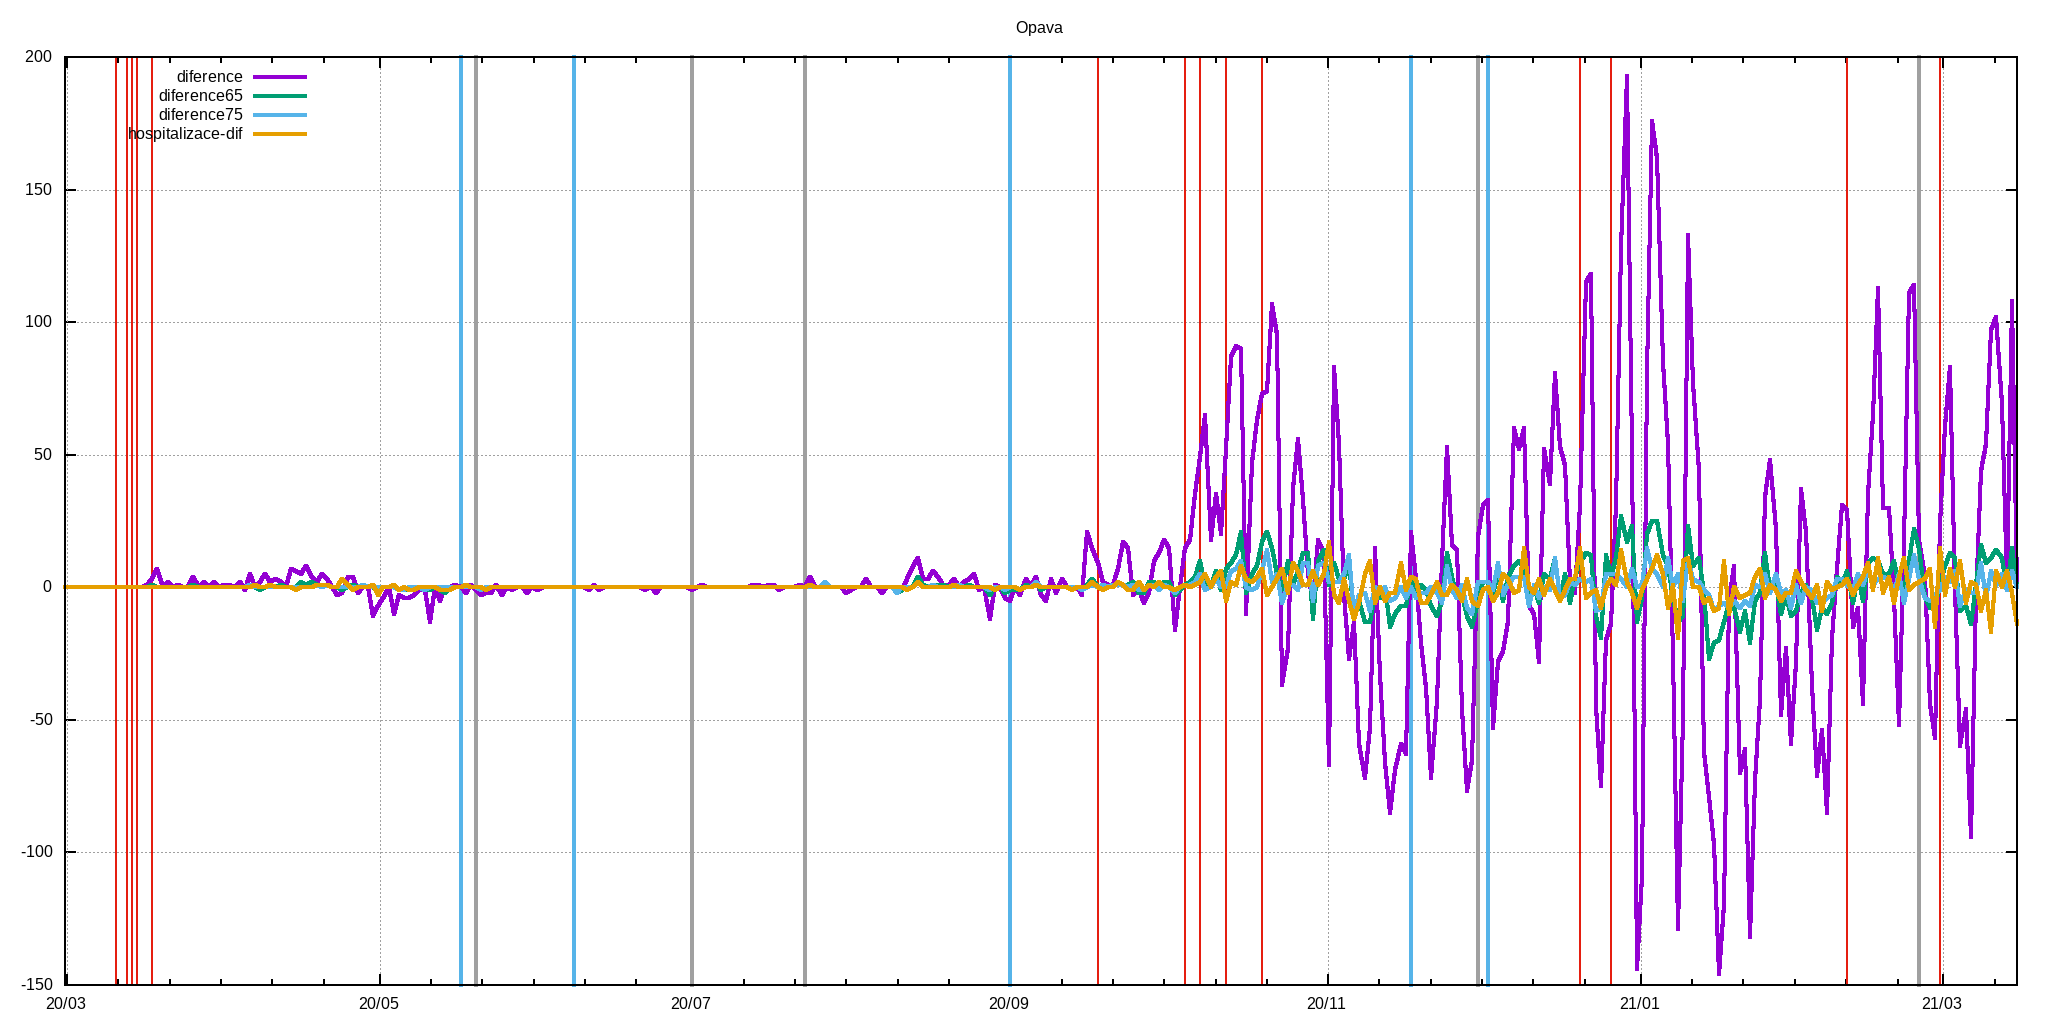 Opava
200
150
100
50
0
-50
-100
-150
diference
diference65
diference75
hospitalizace-dif
20/03 20/05 20/07 20/09 20/11 21/01 21/03